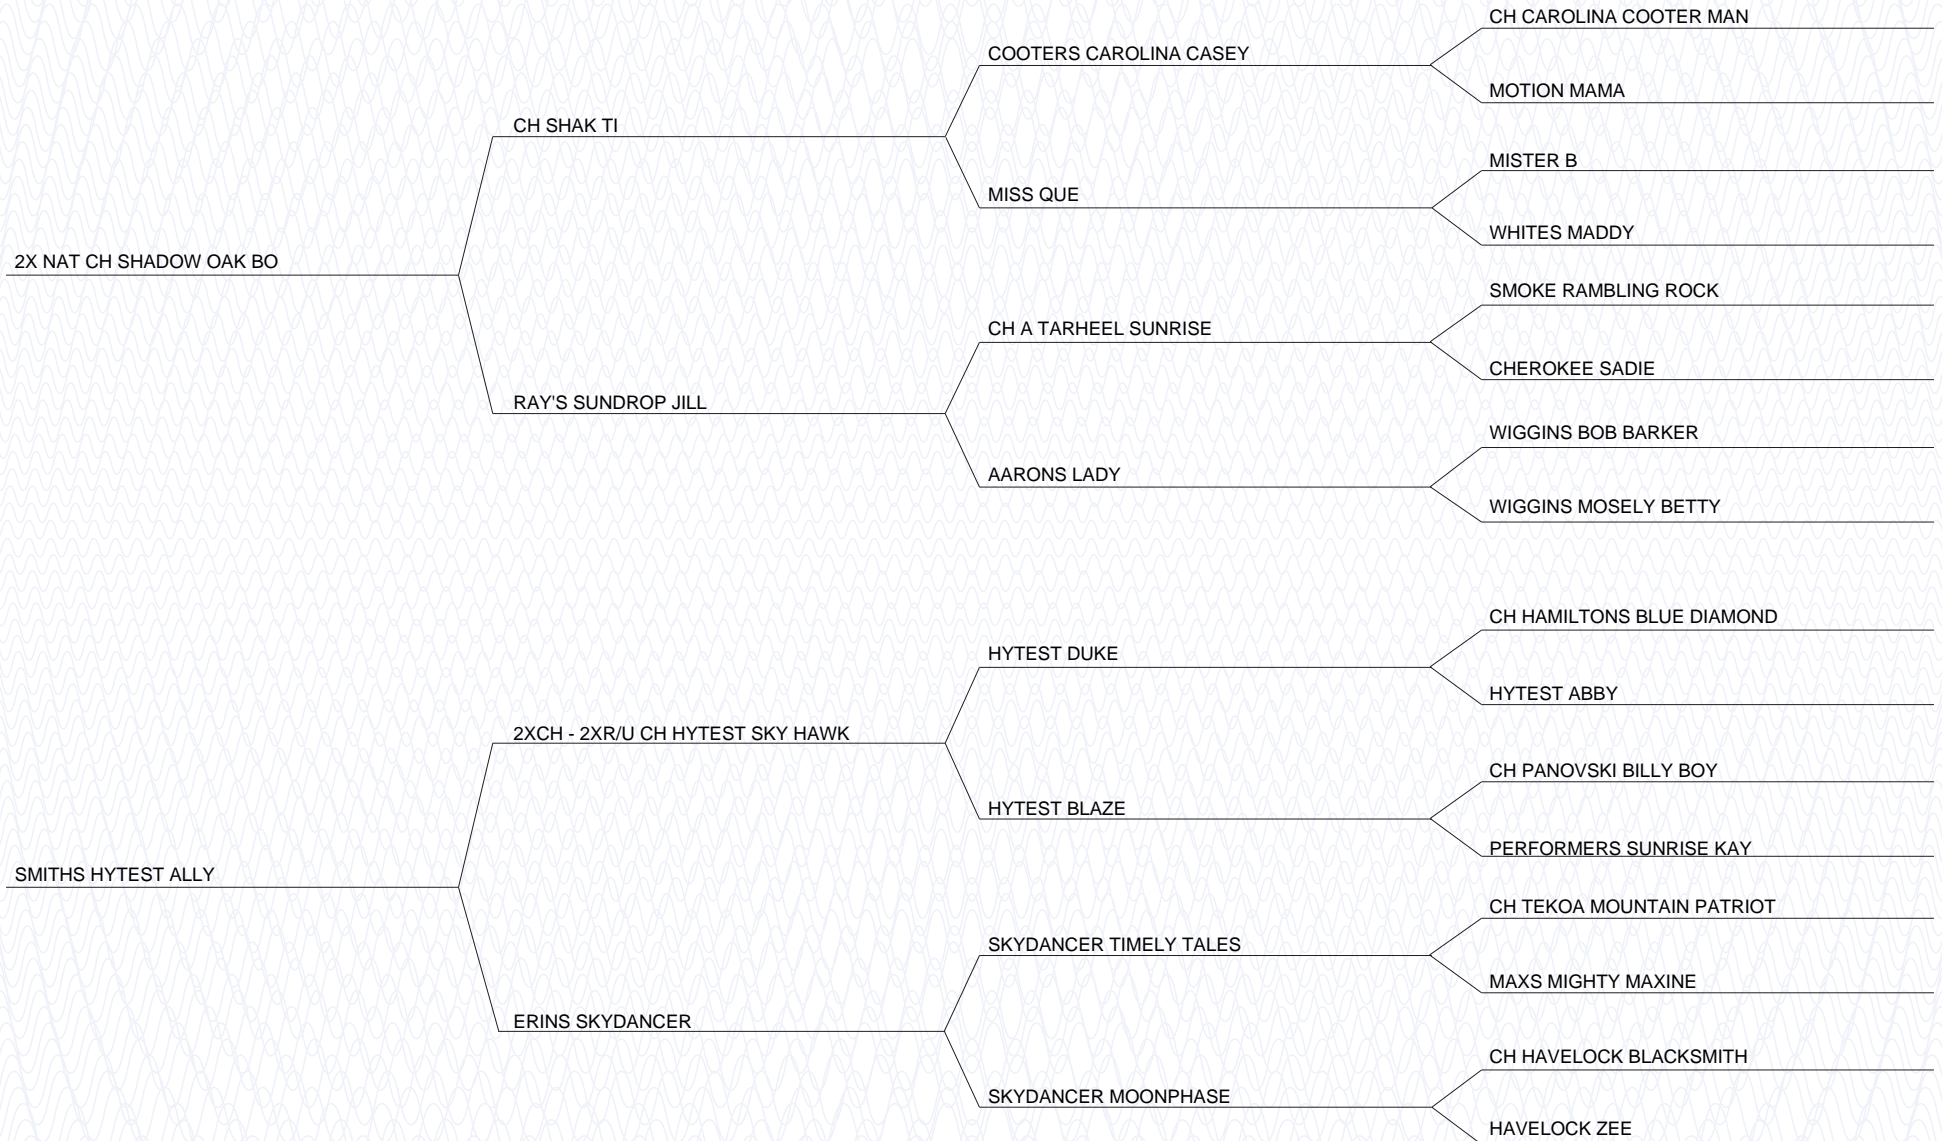 CH CAROLINA COOTER MAN
COOTERS CAROLINA CASEY
MOTION MAMA
CH SHAK TI
MISTER B
MISS QUE
WHITES MADDY
2X NAT CH SHADOW OAK BO
SMOKE RAMBLING ROCK
CH A TARHEEL SUNRISE
CHEROKEE SADIE
RAY'S SUNDROP JILL
WIGGINS BOB BARKER
AARONS LADY
WIGGINS MOSELY BETTY
CH HAMILTONS BLUE DIAMOND
HYTEST DUKE
HYTEST ABBY
2XCH - 2XR/U CH HYTEST SKY HAWK
CH PANOVSKI BILLY BOY
HYTEST BLAZE
PERFORMERS SUNRISE KAY
SMITHS HYTEST ALLY
CH TEKOA MOUNTAIN PATRIOT
SKYDANCER TIMELY TALES
MAXS MIGHTY MAXINE
ERINS SKYDANCER
CH HAVELOCK BLACKSMITH
SKYDANCER MOONPHASE
HAVELOCK ZEE